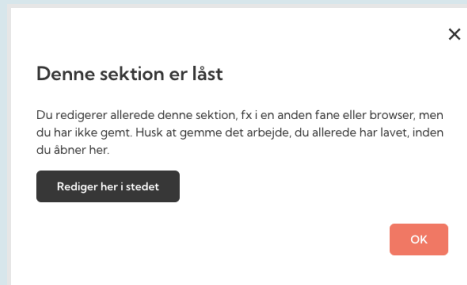 Denne sektion er låst
Du redigerer allerede denne sektion, fx i en anden fane eller browser, men
du har ikke gemt. Husk at gemme det arbejde, du allerede har lavet, inden
du åbner her.
Rediger her i stedet
OK